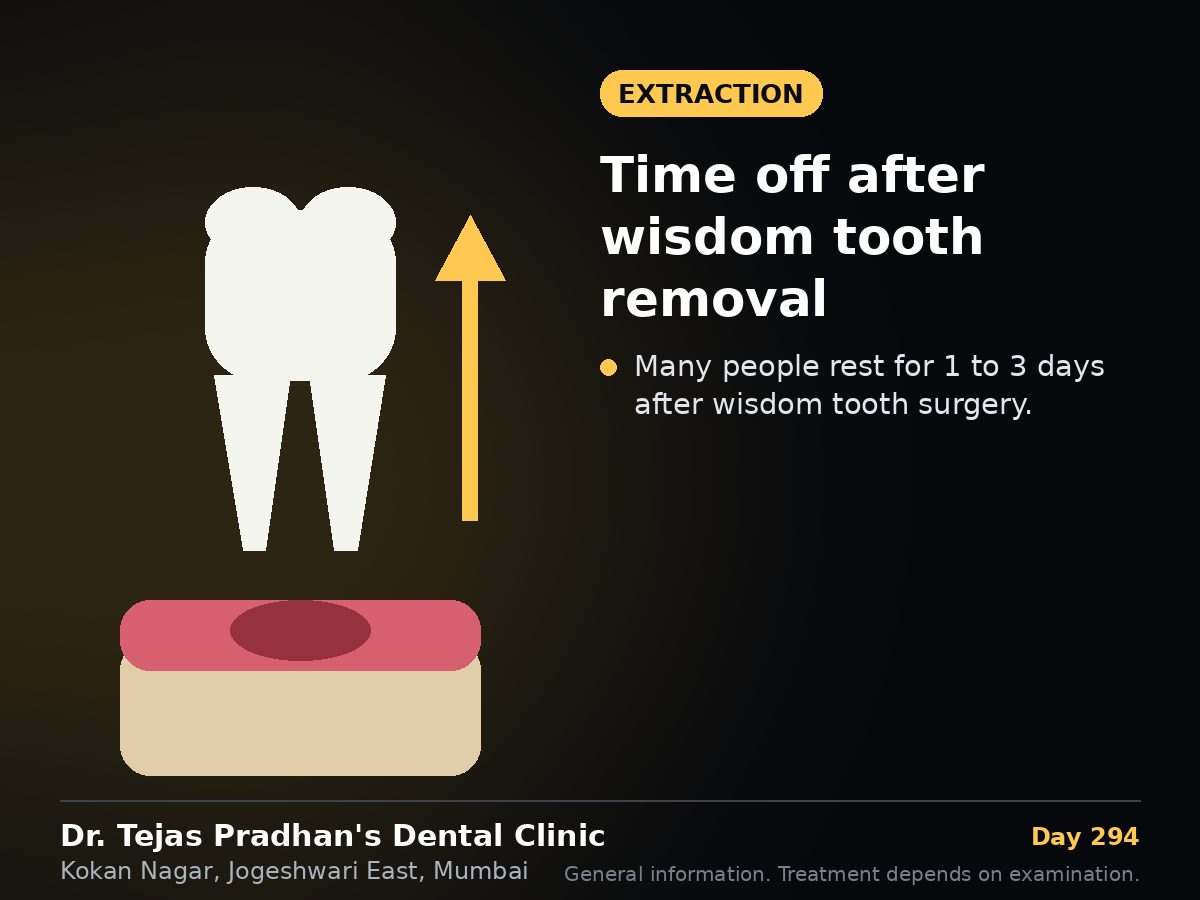 EXTRACTION
Time off after
wisdom tooth
removal
Many people rest for 1 to 3 days
after wisdom tooth surgery.
Dr. Tejas Pradhan's Dental Clinic
Day 294
Kokan Nagar, Jogeshwari East, Mumbai
General information. Treatment depends on examination.